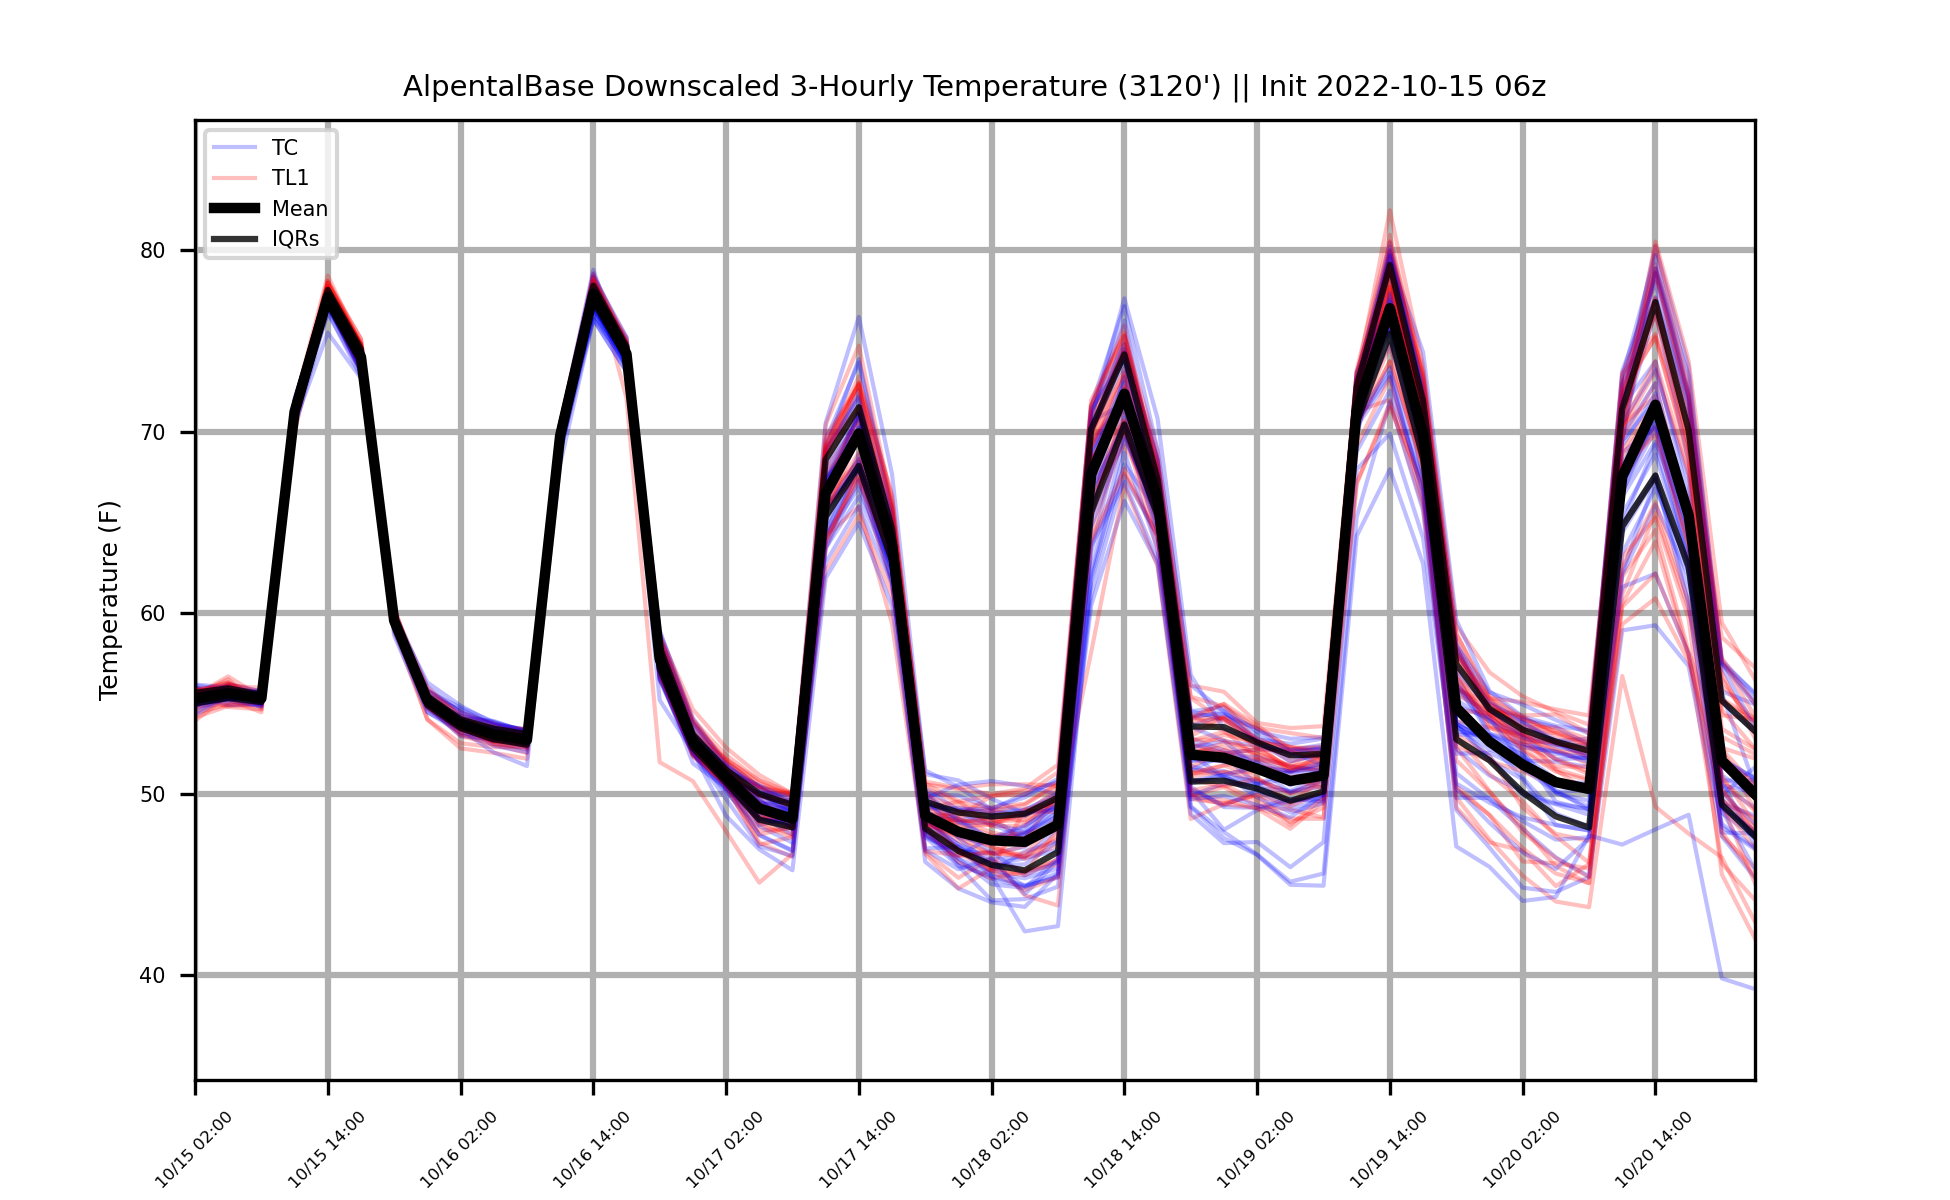 AlpentalBase Downscaled 3-Hourly Temperature (3120') || Init 2022-10-15 06z
TC
TL1
Mean
IQRs
Temperature (F)
80
70
60
50
40
10/15 02:00
10/15 14:00
10/16 02:00
10/16 14:00
10/17 02:00
10/17 14:00
10/18 02:00
10/18 14:00
10/19 02:00
10/19 14:00
10/20 02:00
10/20 14:00